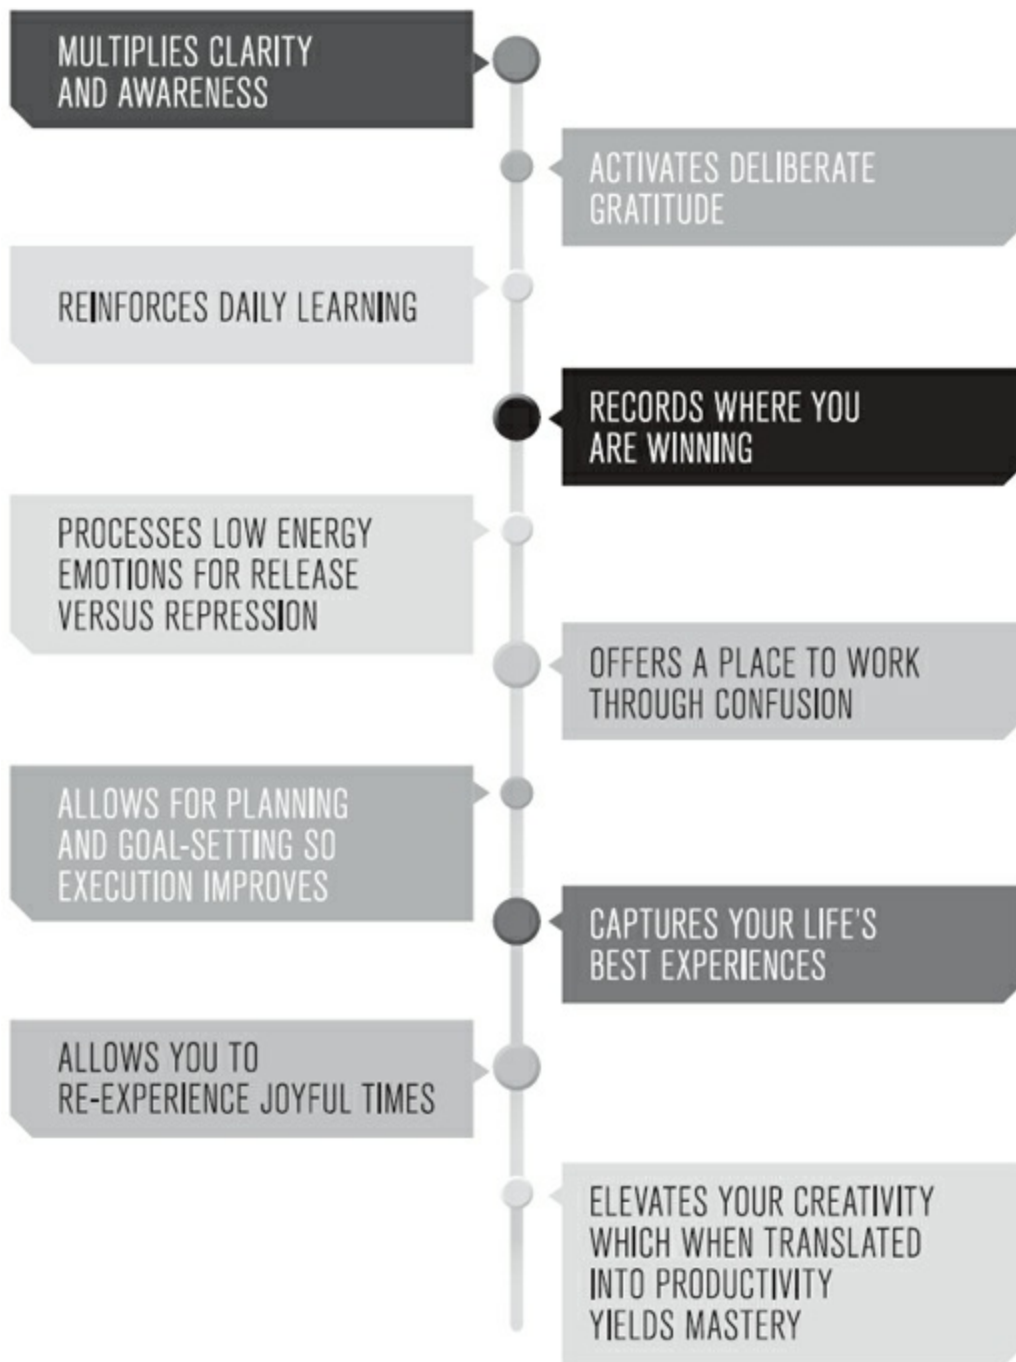 MULTIPLIES CLARITY
AND AWARENESS
ACTIVATES DELIBERATE
GRATITUDE
REINFORCES DAILY LEARNING
RECORDS WHERE YOU
ARE WINNING
PROCESSES LOW ENERGY
EMOTIONS FOR RELEASE
VERSUS REPRESSION
OFFERS A PLACE TO WORK
THROUGH CONFUSION
ALLOWS FOR PLANNING
AND GOAL-SETTING SO
EXECUTION IMPROVES
CAPTURES YOUR LIFE'S
BEST EXPERIENCES
ALLOWS YOU TO
RE-EXPERIENCE JOYFUL TIMES
ELEVATES YOUR CREATIVITY
WHICH WHEN TRANSLATED
INTO PRODUCTIVITY
YIELDS MASTERY